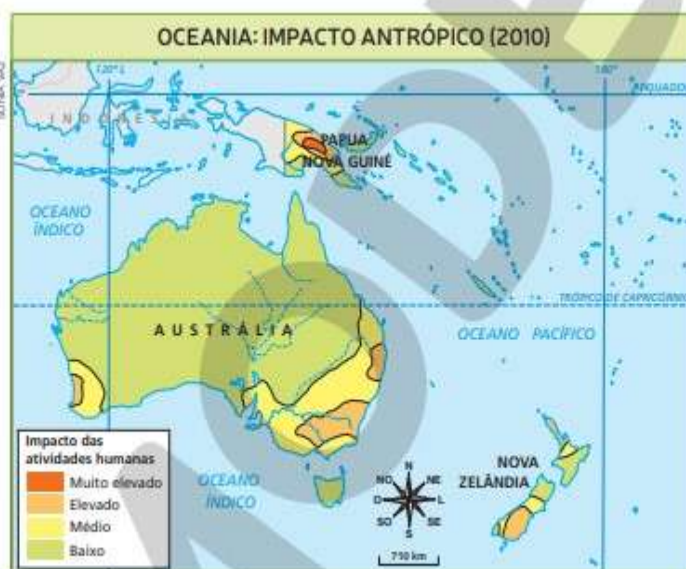 OCEANIA: IMPACTO ANTRÓPICO (2010)
120° L
180°
EQUADOR
INDONÉSIA
PAPUA
NOVA GUINÉ
OCEANO
ÍNDICO
TRÓPICO DE CAPRICÓRNIO
AUSTRÁLIA
OCEANO PACÍFICO
Impacto das
atividades humanas
Muito elevado
Elevado
Médio
Baixo
OCEANO
ÍNDICO
NOVA
ZELÂNDIA
N
NO
NE
O
L
SO
SE
S
710 km